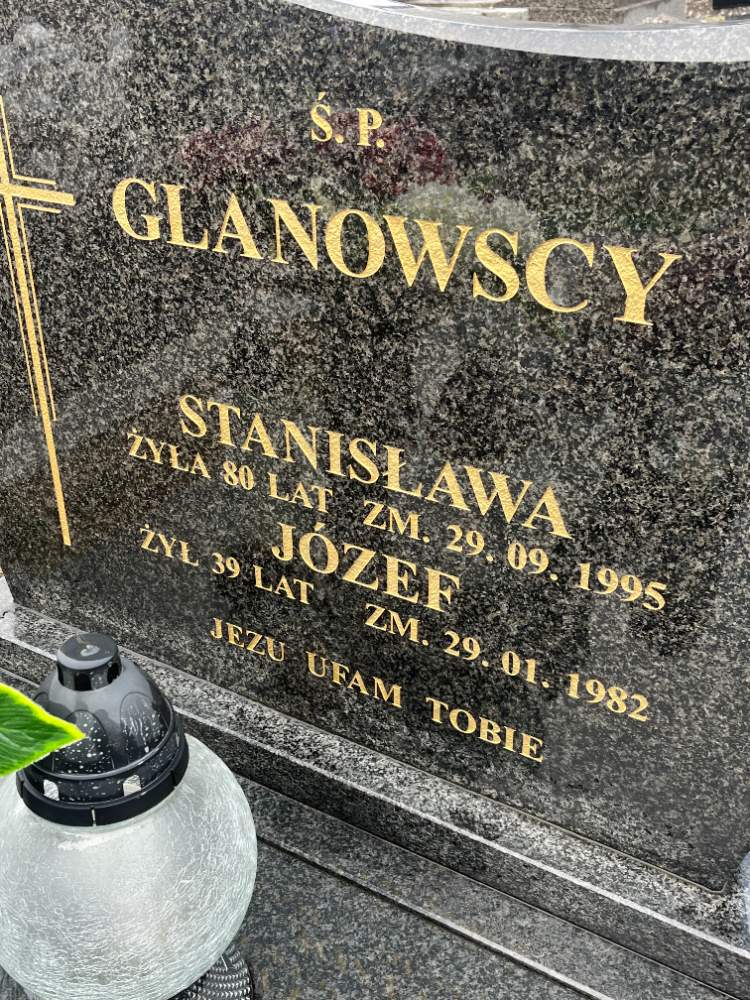 Ś. P.
GLANOWSCY
STANISŁAWA
ŻYŁA 80 LAT ZM. 29. 09. 1995
JÓZEF
ŻYŁ 39 LAT ZM. 29. 01. 1982
JEZU UFAM TOBIE